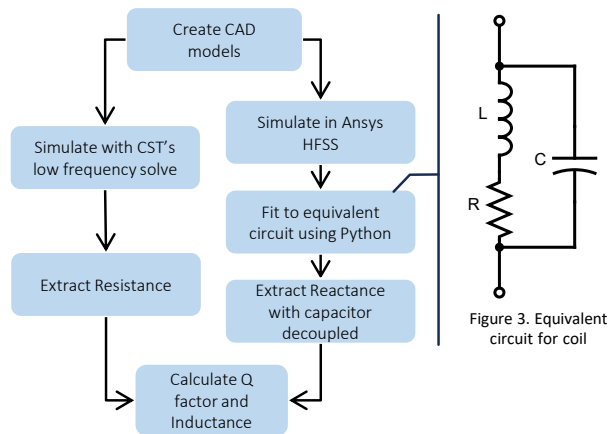 Create CAD
models
Simulate with CST's
low frequency solve
Simulate in Ansys
HFSS
Fit to equivalent
circuit using Python
Extract Resistance
Extract Reactance
with capacitor
decoupled
Calculate Q
factor and
Inductance
L
C
R
Figure 3. Equivalent
circuit for coil